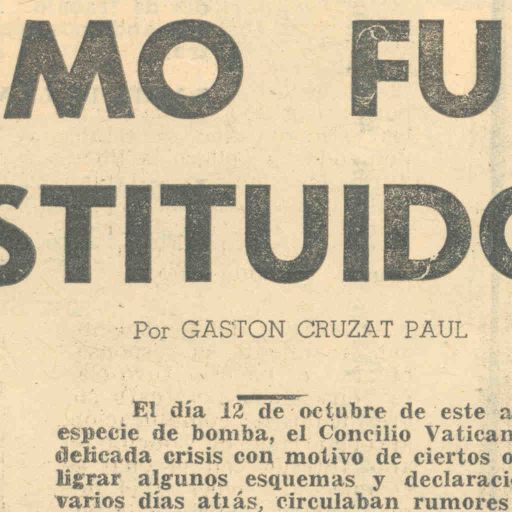 MO FU
STITUIDO
Por GASTON CRUZAT PAUL
El día 12 de octubre de este a
especie de bomba, el Concilio Vatican
delicada crisis con motivo de ciertos o
ligrar algunos esquemas y declaraci
varios días atrás, circulaban rumores